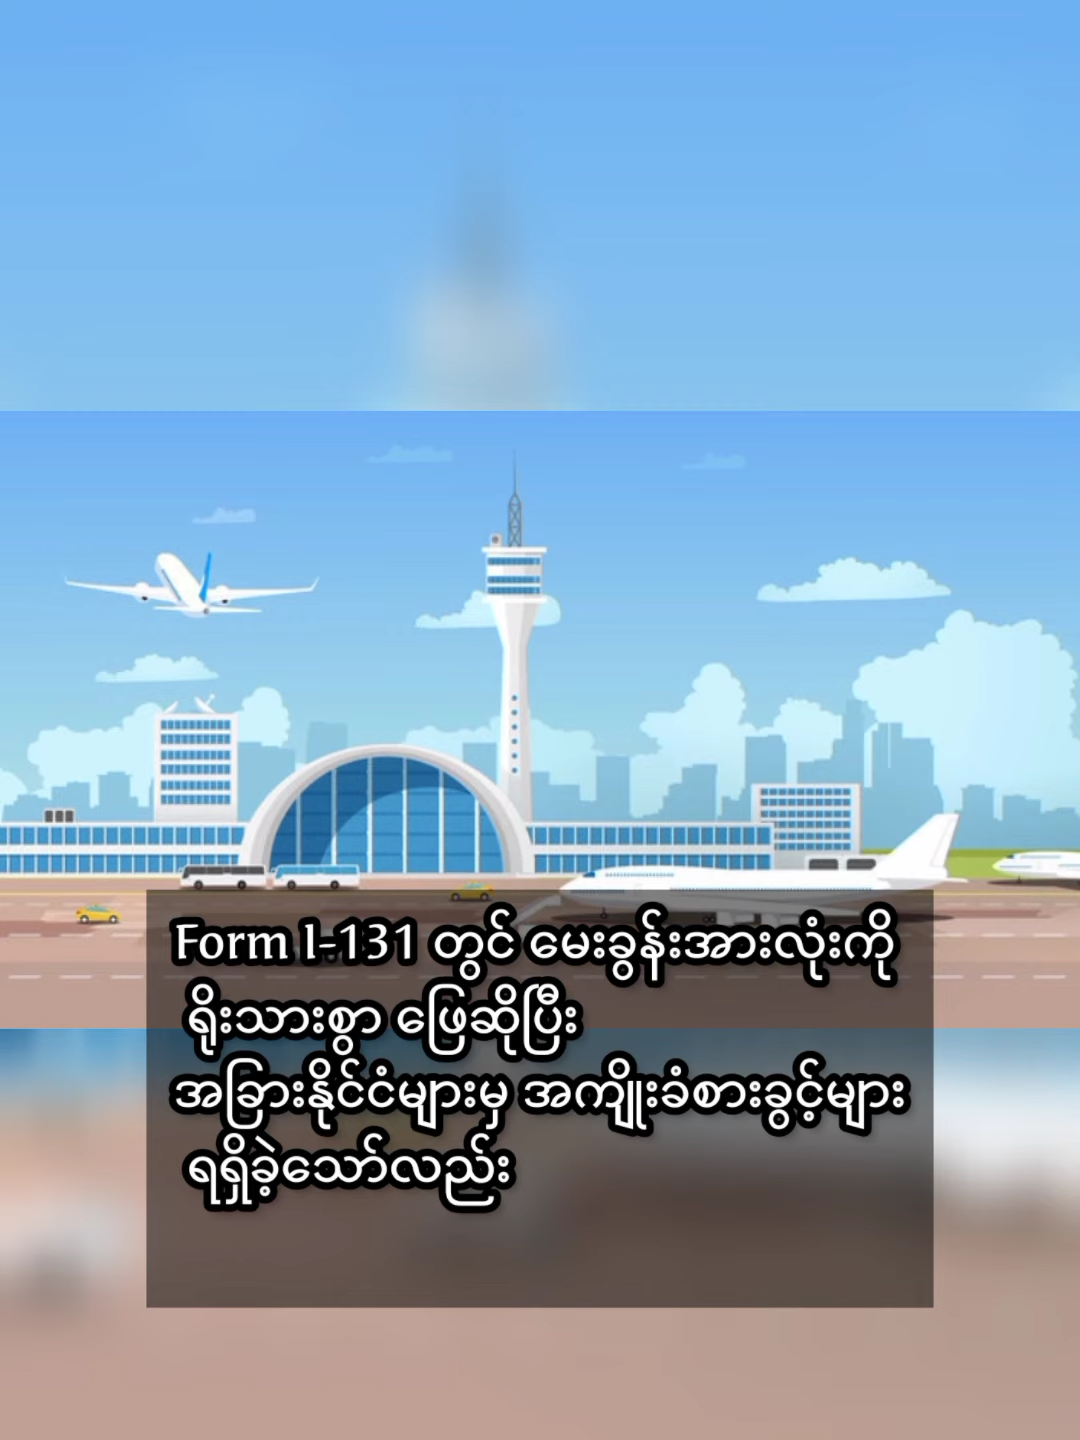 Form I-131 တွင် မေးခွန်းအားလုံးကို
ရိုးသားစွာ ဖြေဆိုပြီး
အခြားနိုင်ငံများမှ အကျိုးခံစားခွင့်များ
ရရှိခဲ့သော်လည်း